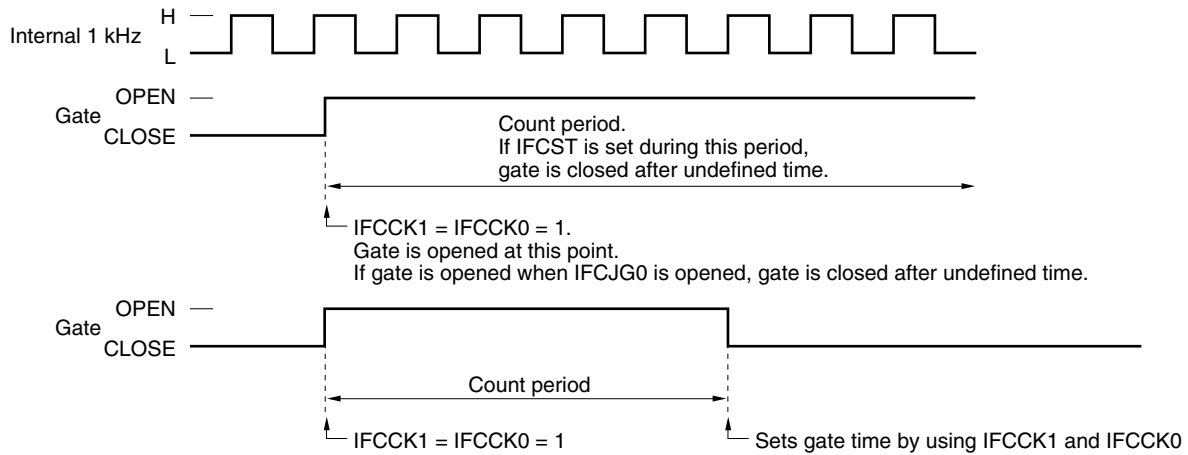 H
Internal 1 kHz
L
OPEN
Gate
CLOSE
Count period.
If IFCST is set during this period,
gate is closed after undefined time.
IFCCK1 = IFCCK0 = 1.
Gate is opened at this point.
If gate is opened when IFCJG0 is opened, gate is closed after undefined time.
OPEN
Gate
CLOSE
Count period
IFCCK1 = IFCCK0 = 1
Sets gate time by using IFCCK1 and IFCCK0